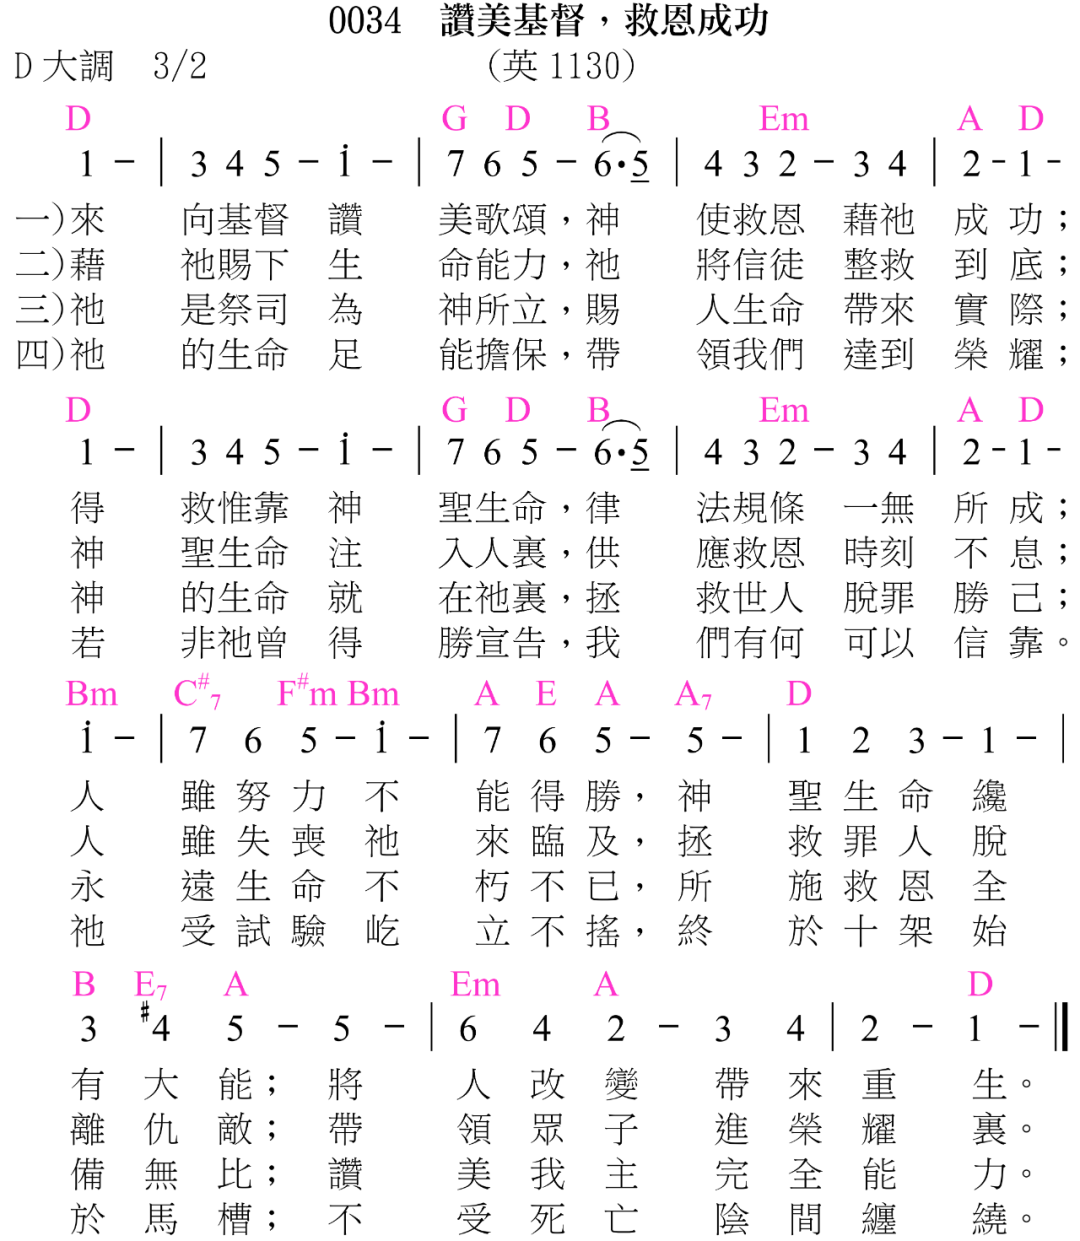 0034 讚美基督，救恩成功
D 大調 3/2 (英 1130)
D G D B Em A D
1 － | 3 4 5 － i － | 7 6 5 － 6·5 | 4 3 2 － 3 4 | 2 - 1 -
一)來 向基督 讚 美歌頌，神 使救恩 藉祂 成 功；
二)藉 祂賜下 生 命能力，祂 將信徒 整救 到 底；
三)祂 是祭司 為 神所立，賜 人生命 帶來 實 際；
四)祂 的生命 足 能擔保，帶 領我們 達到 榮 耀；
D G D B Em A D
1 － | 3 4 5 － i － | 7 6 5 － 6·5 | 4 3 2 － 3 4 | 2 - 1 -
得 救惟靠 神 聖生命，律 法規條 一無 所 成；
神 聖生命 注 入人裏，供 應救恩 時刻 不 息；
神 的生命 就 在祂裏，拯 救世人 脫罪 勝 己；
若 非祂曾 得 勝宣告，我 們有何 可以 信 靠。
Bm C#7 F#m Bm A E A A7 D
i － | 7 6 5 － i － | 7 6 5 － 5 － | 1 2 3 － 1 － |
人 雖 努 力 不 能 得 勝，神 聖 生 命 纔
人 雖 失 喪 祂 來 臨 及，拯 救 罪 人 脫
永 遠 生 命 不 朽 不 已，所 施 救 恩 全
祂 受 試 驗 屹 立 不 搖，終 於 十 架 始
B E7 A Em A D
3 #4 5 － 5 － | 6 4 2 － 3 4 | 2 － 1 － ‖
有 大 能；將 人 改 變 帶 來 重 生。
離 仇 敵；帶 領 眾 子 進 榮 耀 裏。
備 無 比；讚 美 我 主 完 全 能 力。
於 馬 槽；不 受 死 亡 陰 間 纏 繞。